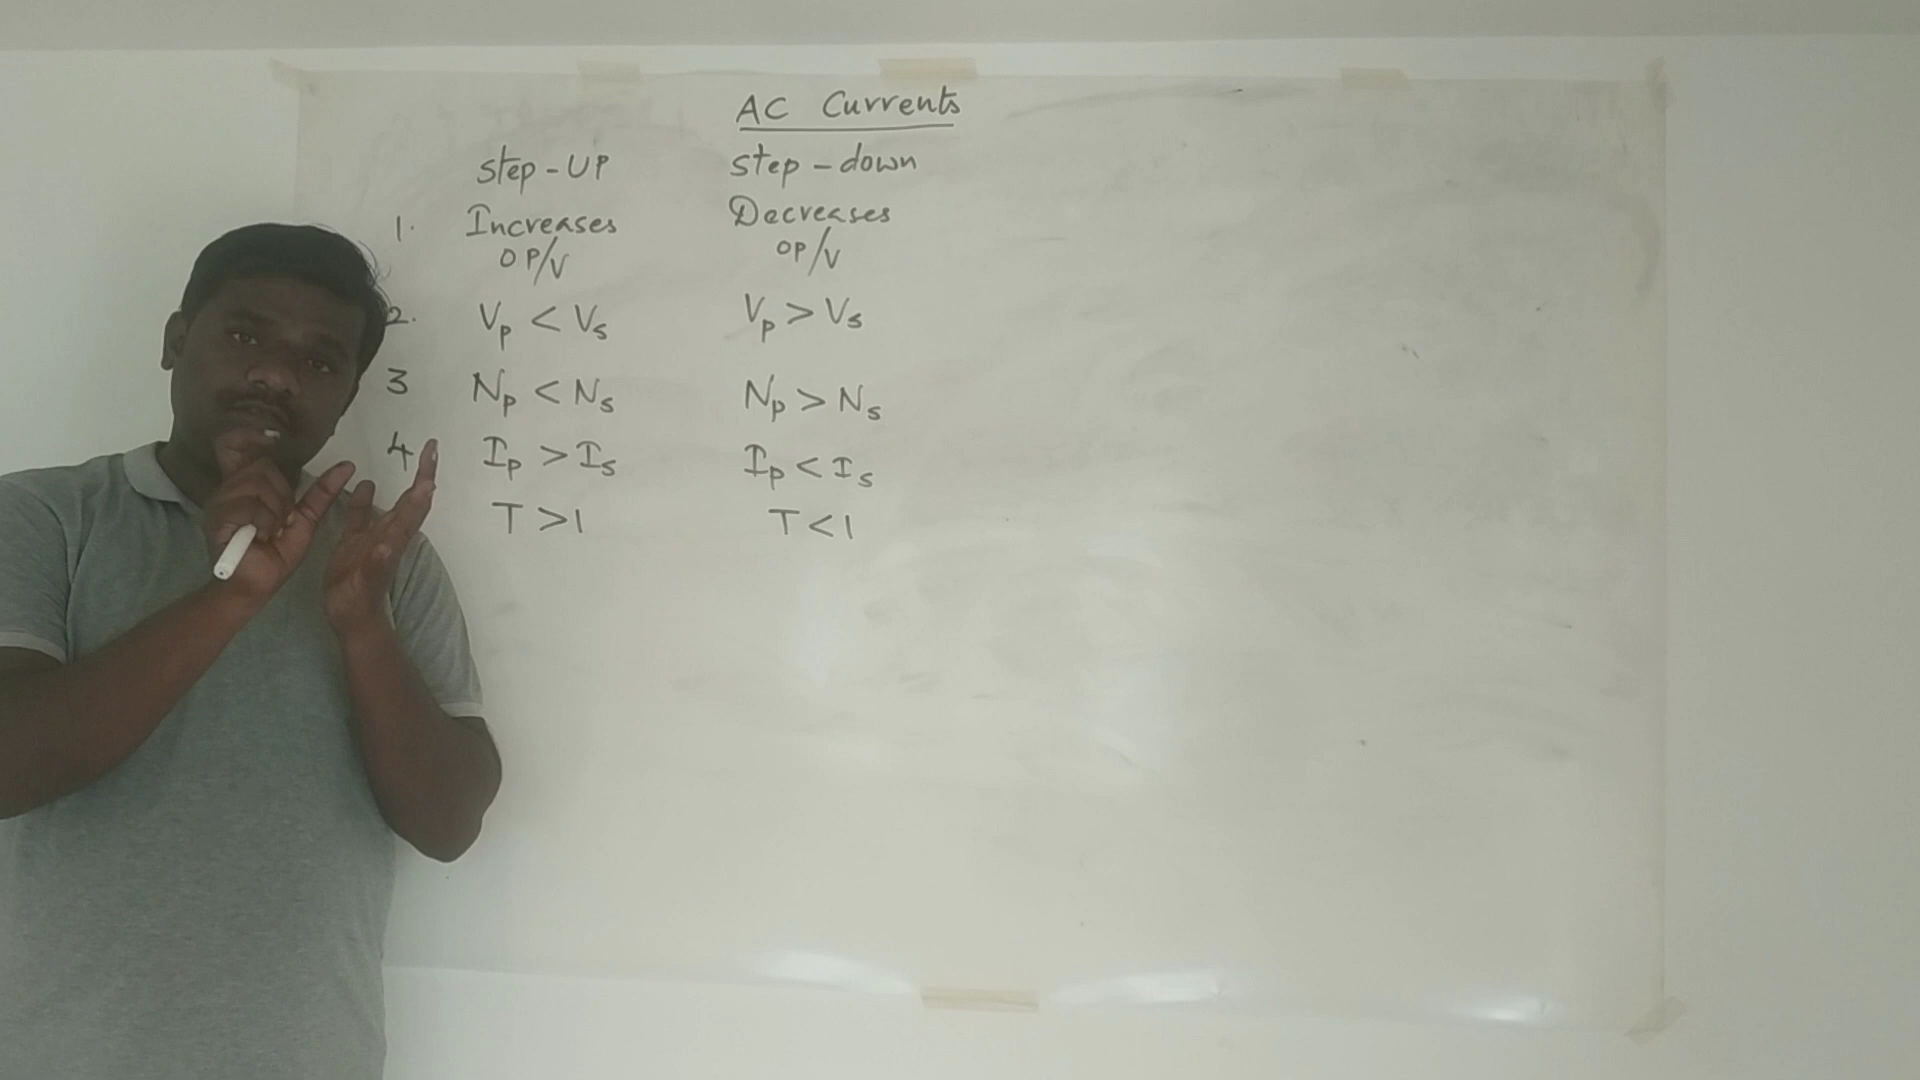 AC Currents
Step-UP Step-down
1. Increases Decreases
OP/V OP/V
2. Vp < Vs Vp > Vs
3 Np < Ns Np > Ns
4 Ip > Is Ip < Is
T > 1 T < 1